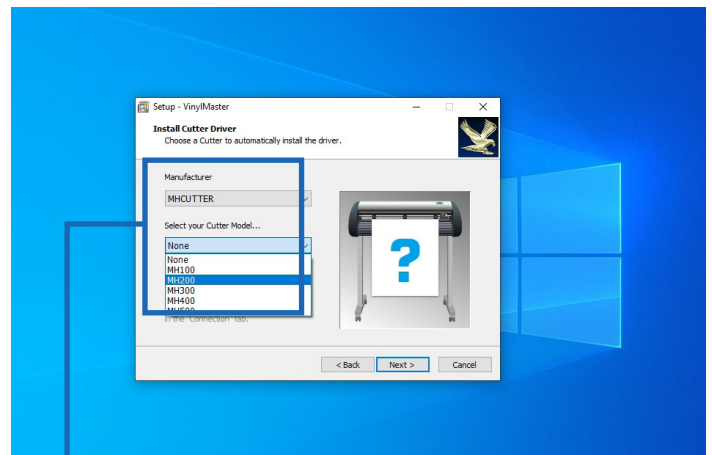 Setup - VinylMaster
Install Cutter Driver
Choose a Cutter to automatically install the driver.
Manufacturer
MHCUTTER
Select your Cutter Model...
None
None
MH100
MH200
MH300
MH400
in the "Connection" tab.
?
< Back
Next >
Cancel